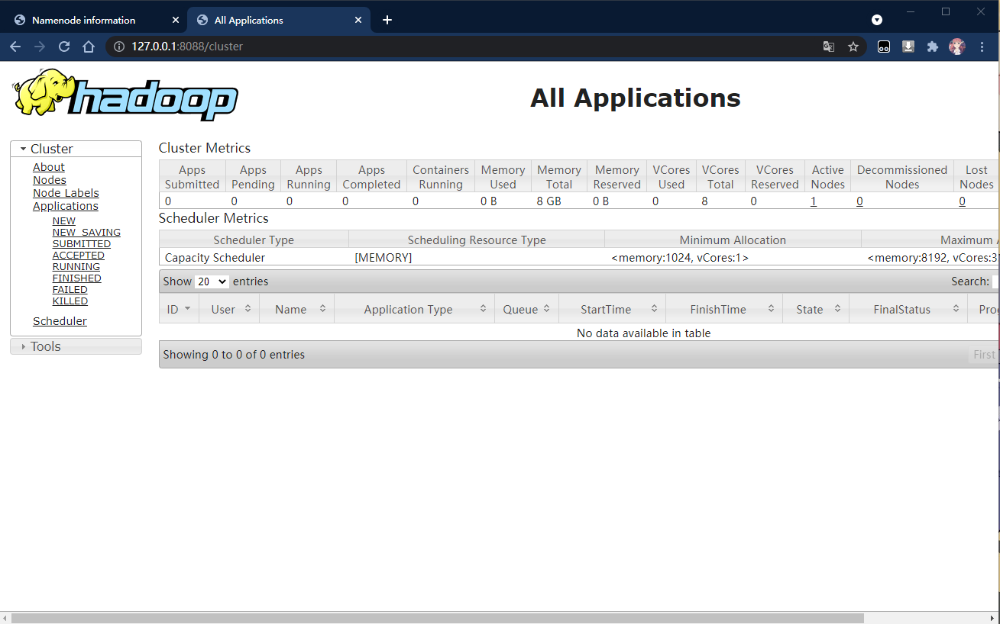 Namenode information
All Applications
127.0.0.1:8088/cluster
hadoop
All Applications
Cluster
About
Nodes
Node Labels
Applications
NEW
NEW_SAVING
SUBMITTED
ACCEPTED
RUNNING
FINISHED
FAILED
KILLED
Scheduler
Tools
Cluster Metrics
Apps Submitted Apps Pending Apps Running Apps Completed Containers Running Memory Used Memory Total Memory Reserved VCores Used VCores Total VCores Reserved Active Nodes Decommissioned Nodes Lost Nodes
0 0 0 0 0 0 B 8 GB 0 B 0 8 0 1 0 0
Scheduler Metrics
Scheduler Type Scheduling Resource Type Minimum Allocation Maximum
Capacity Scheduler [MEMORY] <memory:1024, vCores:1> <memory:8192, vCores:3
Show 20 entries Search:
ID User Name Application Type Queue StartTime FinishTime State FinalStatus Prog
No data available in table
Showing 0 to 0 of 0 entries First